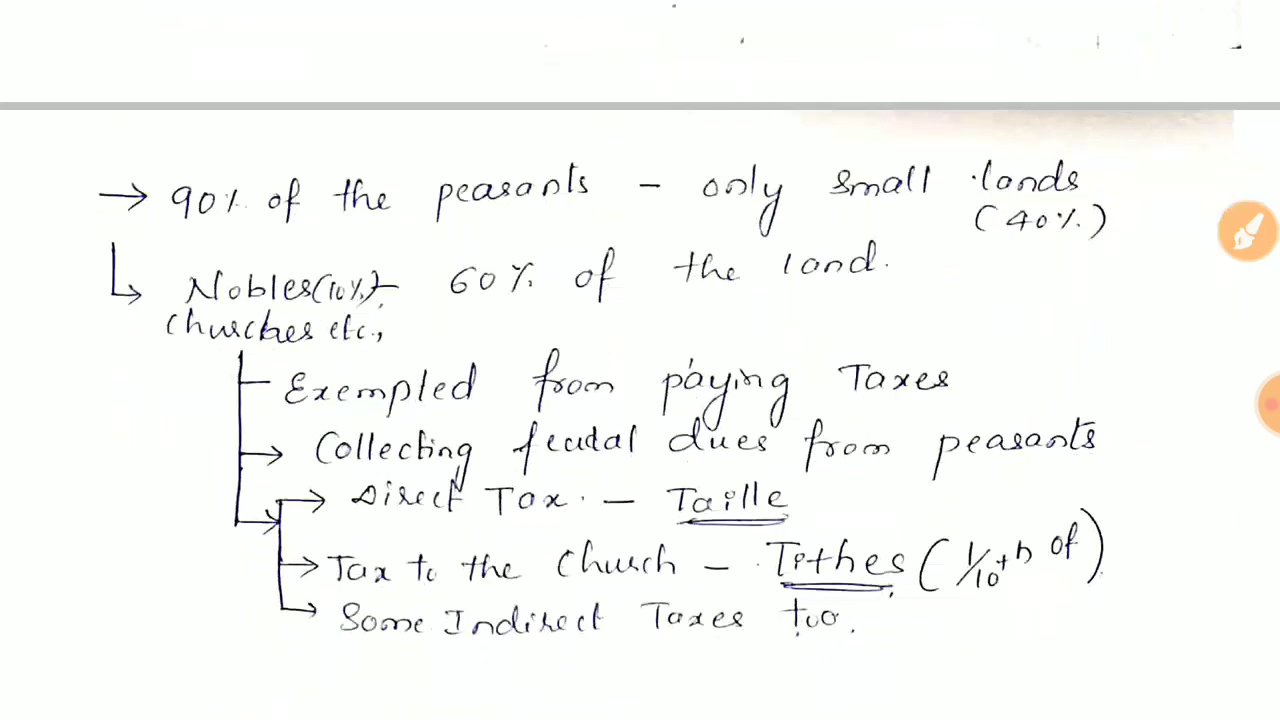 → 90% of the peasants - only small lands
(40%)
↳ Nobles(10%)- 60% of the land.
Churches etc.,
Exempled from paying Taxes
→ Collecting feudal dues from peasants
→ Direct Tax. - Taille
→ Tax to the Church - Tithes (1/10th of)
→ Some Indirect Taxes too.